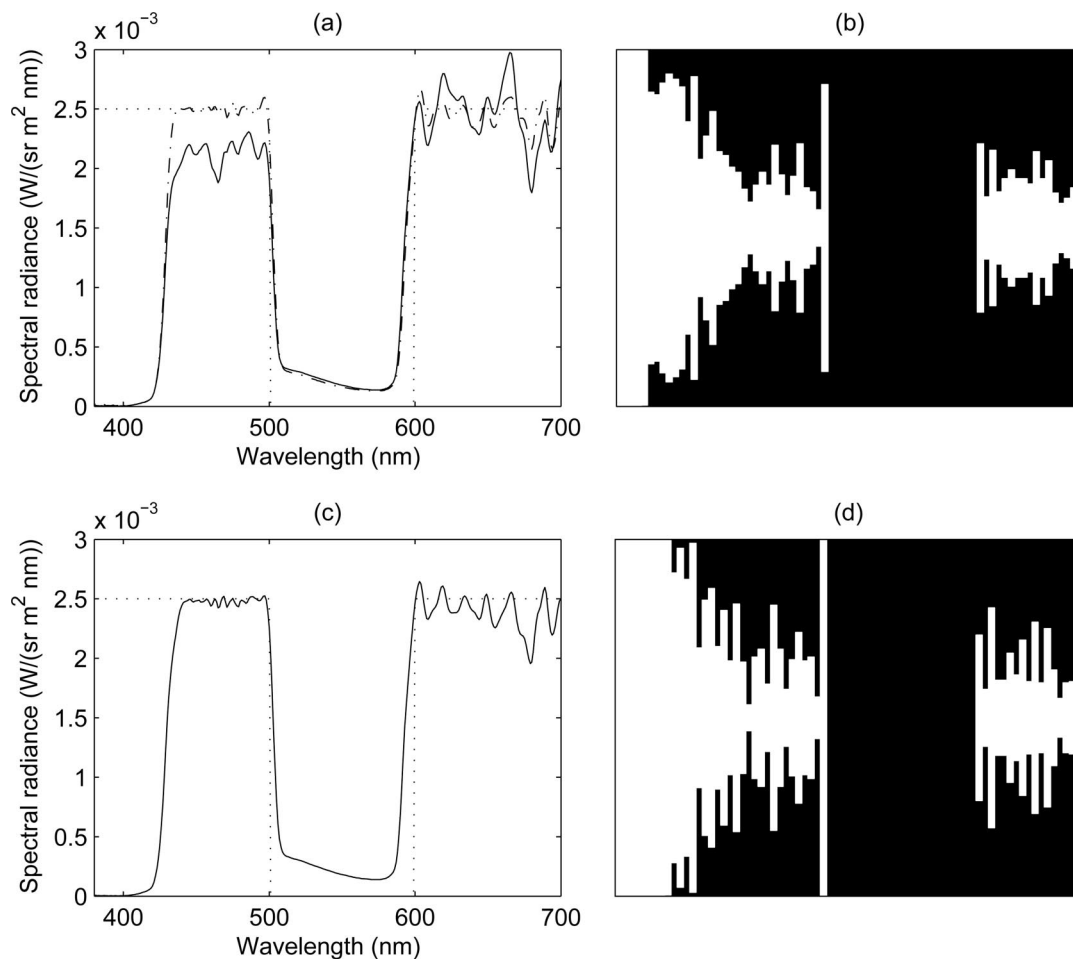 (a)
(b)
x 10⁻³
3
2.5
2
1.5
1
0.5
0
400
500
600
700
Spectral radiance (W/(sr m² nm))
Wavelength (nm)
(c)
(d)
x 10⁻³
3
2.5
2
1.5
1
0.5
0
400
500
600
700
Spectral radiance (W/(sr m² nm))
Wavelength (nm)